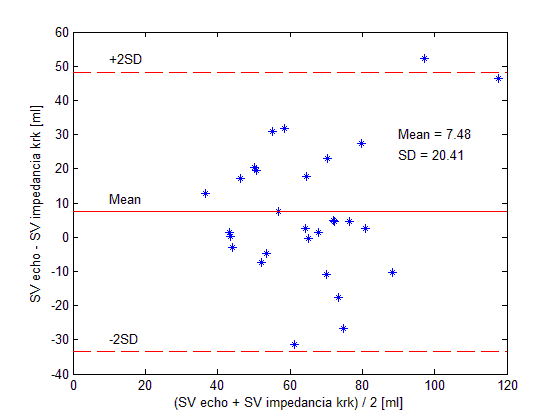 60
50
40
30
20
10
0
-10
-20
-30
-40
SV echo - SV impedancia krk [ml]
+2SD
Mean = 7.48
SD = 20.41
Mean
-2SD
0 20 40 60 80 100 120
(SV echo + SV impedancia krk) / 2 [ml]